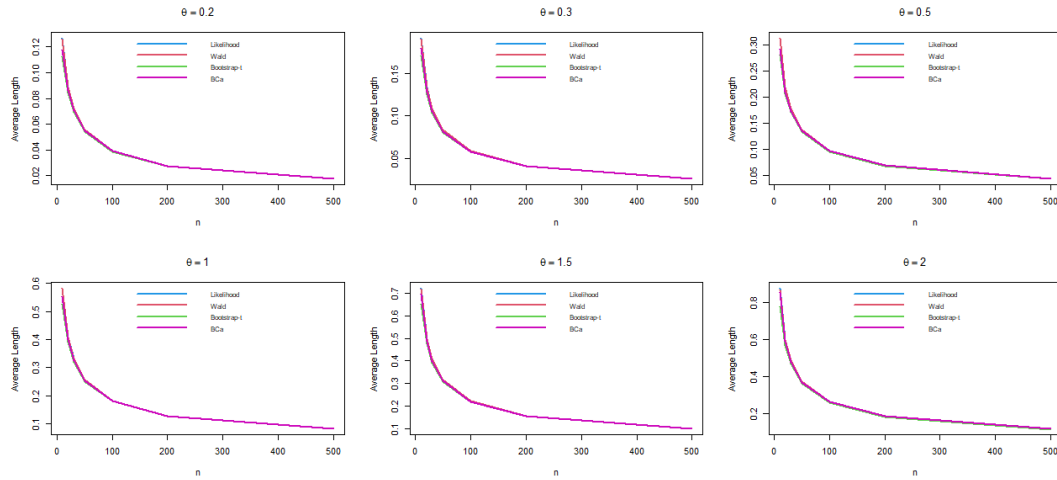 θ = 0.2
Average Length
0.02 0.04 0.06 0.08 0.10 0.12
Likelihood
Wald
Bootstrap-t
BCa
0 100 200 300 400 500
n
θ = 0.3
Average Length
0.05 0.10 0.15
Likelihood
Wald
Bootstrap-t
BCa
0 100 200 300 400 500
n
θ = 0.5
Average Length
0.05 0.10 0.15 0.20 0.25 0.30
Likelihood
Wald
Bootstrap-t
BCa
0 100 200 300 400 500
n
θ = 1
Average Length
0.1 0.2 0.3 0.4 0.5 0.6
Likelihood
Wald
Bootstrap-t
BCa
0 100 200 300 400 500
n
θ = 1.5
Average Length
0.1 0.2 0.3 0.4 0.5 0.6 0.7
Likelihood
Wald
Bootstrap-t
BCa
0 100 200 300 400 500
n
θ = 2
Average Length
0.2 0.4 0.6 0.8
Likelihood
Wald
Bootstrap-t
BCa
0 100 200 300 400 500
n